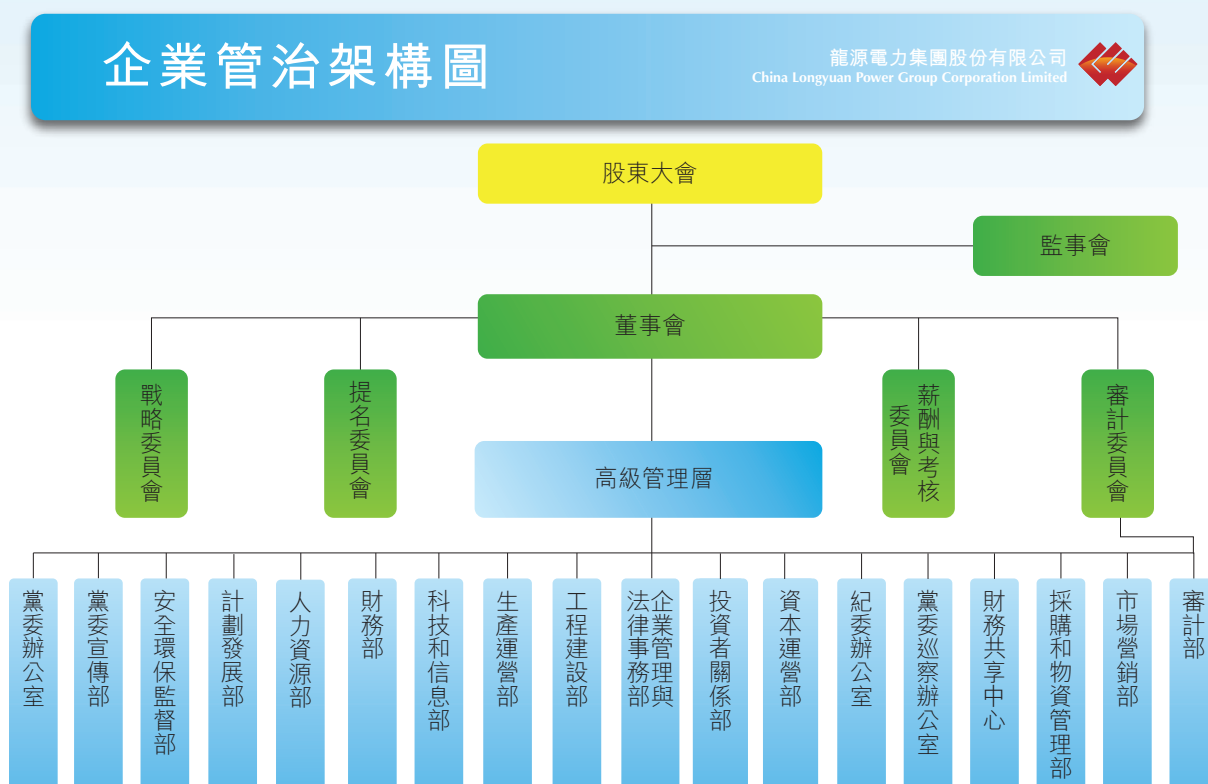 企業管治架構圖
龍源電力集團股份有限公司
China Longyuan Power Group Corporation Limited
股東大會
監事會
董事會
戰略委員會
提名委員會
薪酬與考核
委員會
審計委員會
高級管理層
黨委辦公室
黨委宣傳部
安全環保監督部
計劃發展部
人力資源部
財務部
科技和信息部
生產運營部
工程建設部
企業管理與
法律事務部
投資者關係部
資本運營部
紀委辦公室
黨委巡察辦公室
財務共享中心
採購和物資管理部
市場營銷部
審計部